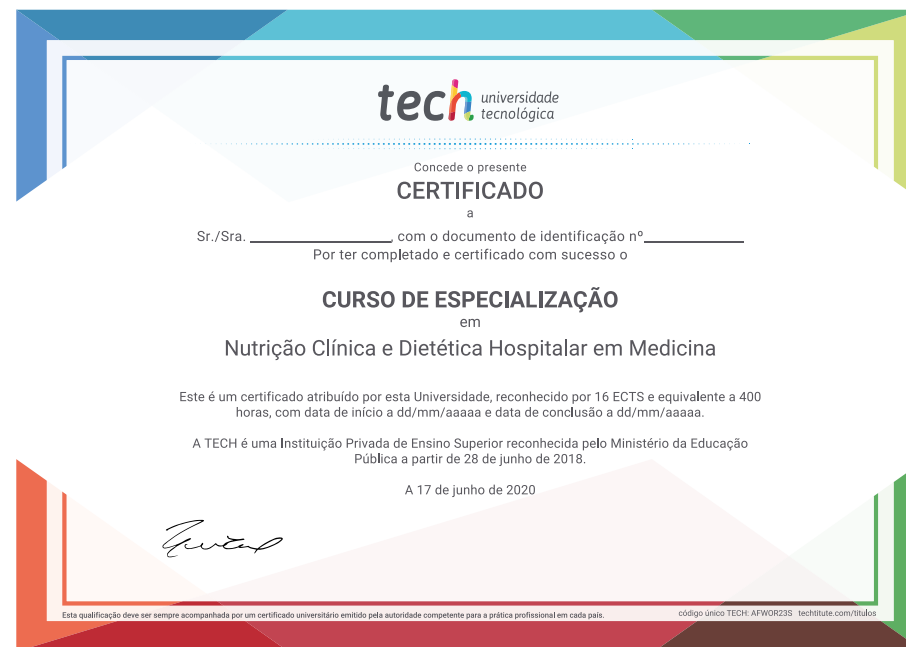 tech universidade
tecnológica
Concede o presente
CERTIFICADO
a
Sr./Sra. ________________, com o documento de identificação nº____________
Por ter completado e certificado com sucesso o
CURSO DE ESPECIALIZAÇÃO
em
Nutrição Clínica e Dietética Hospitalar em Medicina
Este é um certificado atribuído por esta Universidade, reconhecido por 16 ECTS e equivalente a 400
horas, com data de início a dd/mm/aaaaa e data de conclusão a dd/mm/aaaaa.
A TECH é uma Instituição Privada de Ensino Superior reconhecida pelo Ministério da Educação
Pública a partir de 28 de junho de 2018.
A 17 de junho de 2020
Esta qualificação deve ser sempre acompanhada por um certificado universitário emitido pela autoridade competente para a prática profissional em cada país.
código único TECH: AFWOR23S techtitute.com/titulos